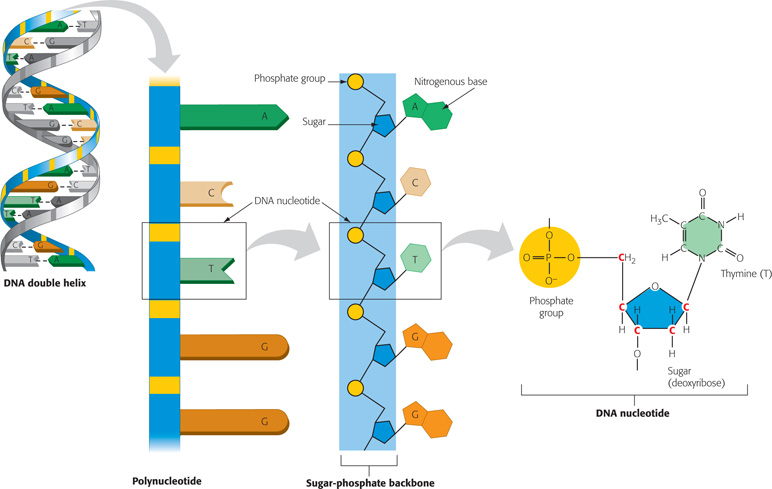 A T
C G
T A
C G
T A
G C
A T
C G
A T
G C
T A
T A
C G
T A
DNA double helix
A
C
T
G
G
Polynucleotide
Phosphate group
Sugar
Nitrogenous base
DNA nucleotide
A
C
T
G
G
Sugar-phosphate backbone
O
O P O
O−
Phosphate
group
CH2
O
C
H3C C C N H
C C
H N O
Thymine (T)
O
C C
H H H H
C C
O H
H
Sugar
(deoxyribose)
DNA nucleotide